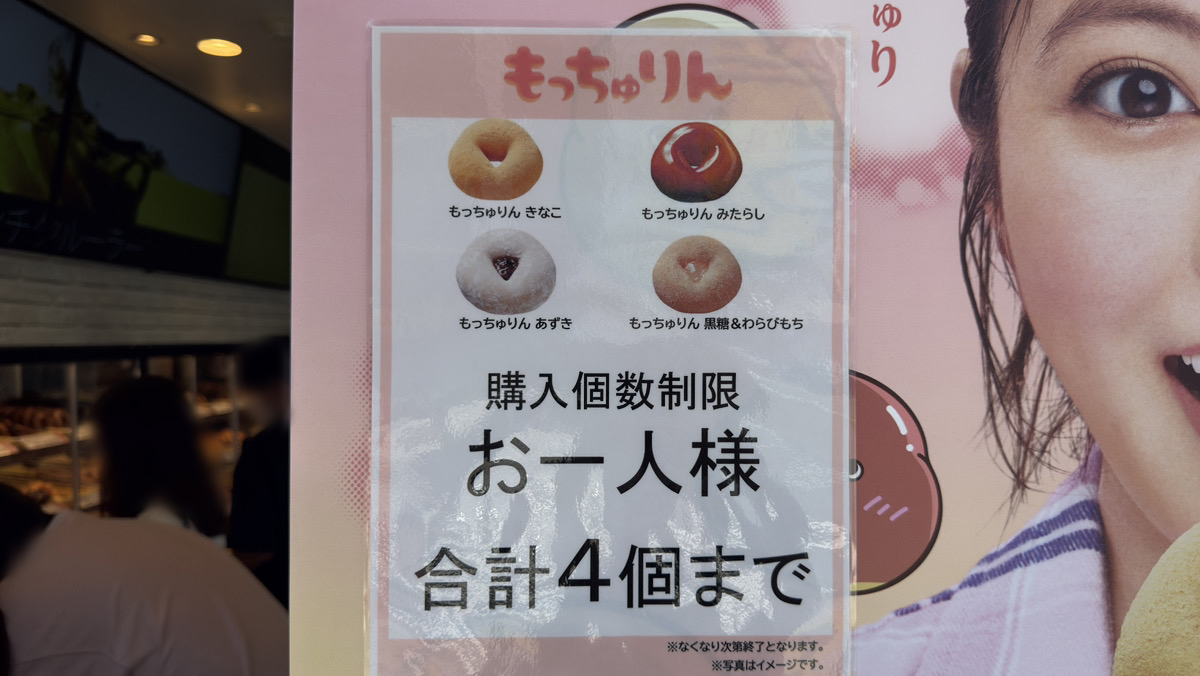 ゅり
もっちゅりん
もっちゅりん きなこ
もっちゅりん みたらし
もっちゅりん あずき
もっちゅりん 黒糖&わらびもち
購入個数制限
お一人様
合計4個まで
※なくなり次第終了となります。
※写真はイメージです。